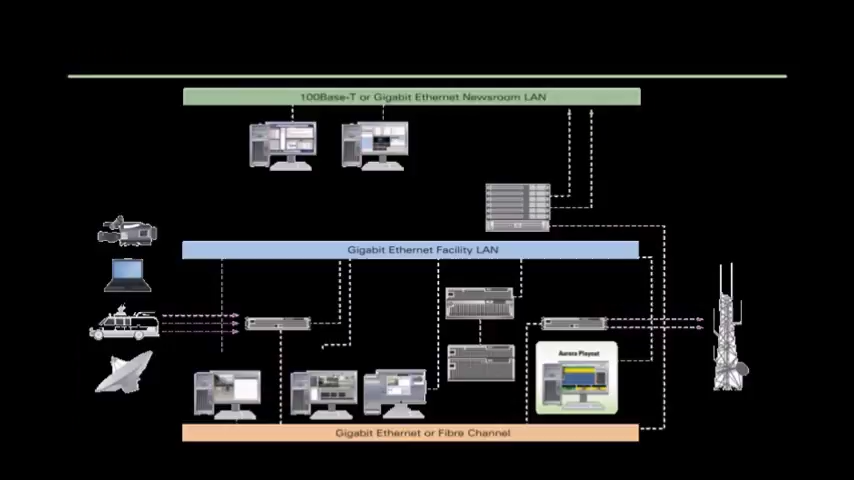 100Base-T or Gigabit Ethernet Newsroom LAN
Gigabit Ethernet Facility LAN
Aurora Playout
Gigabit Ethernet or Fibre Channel